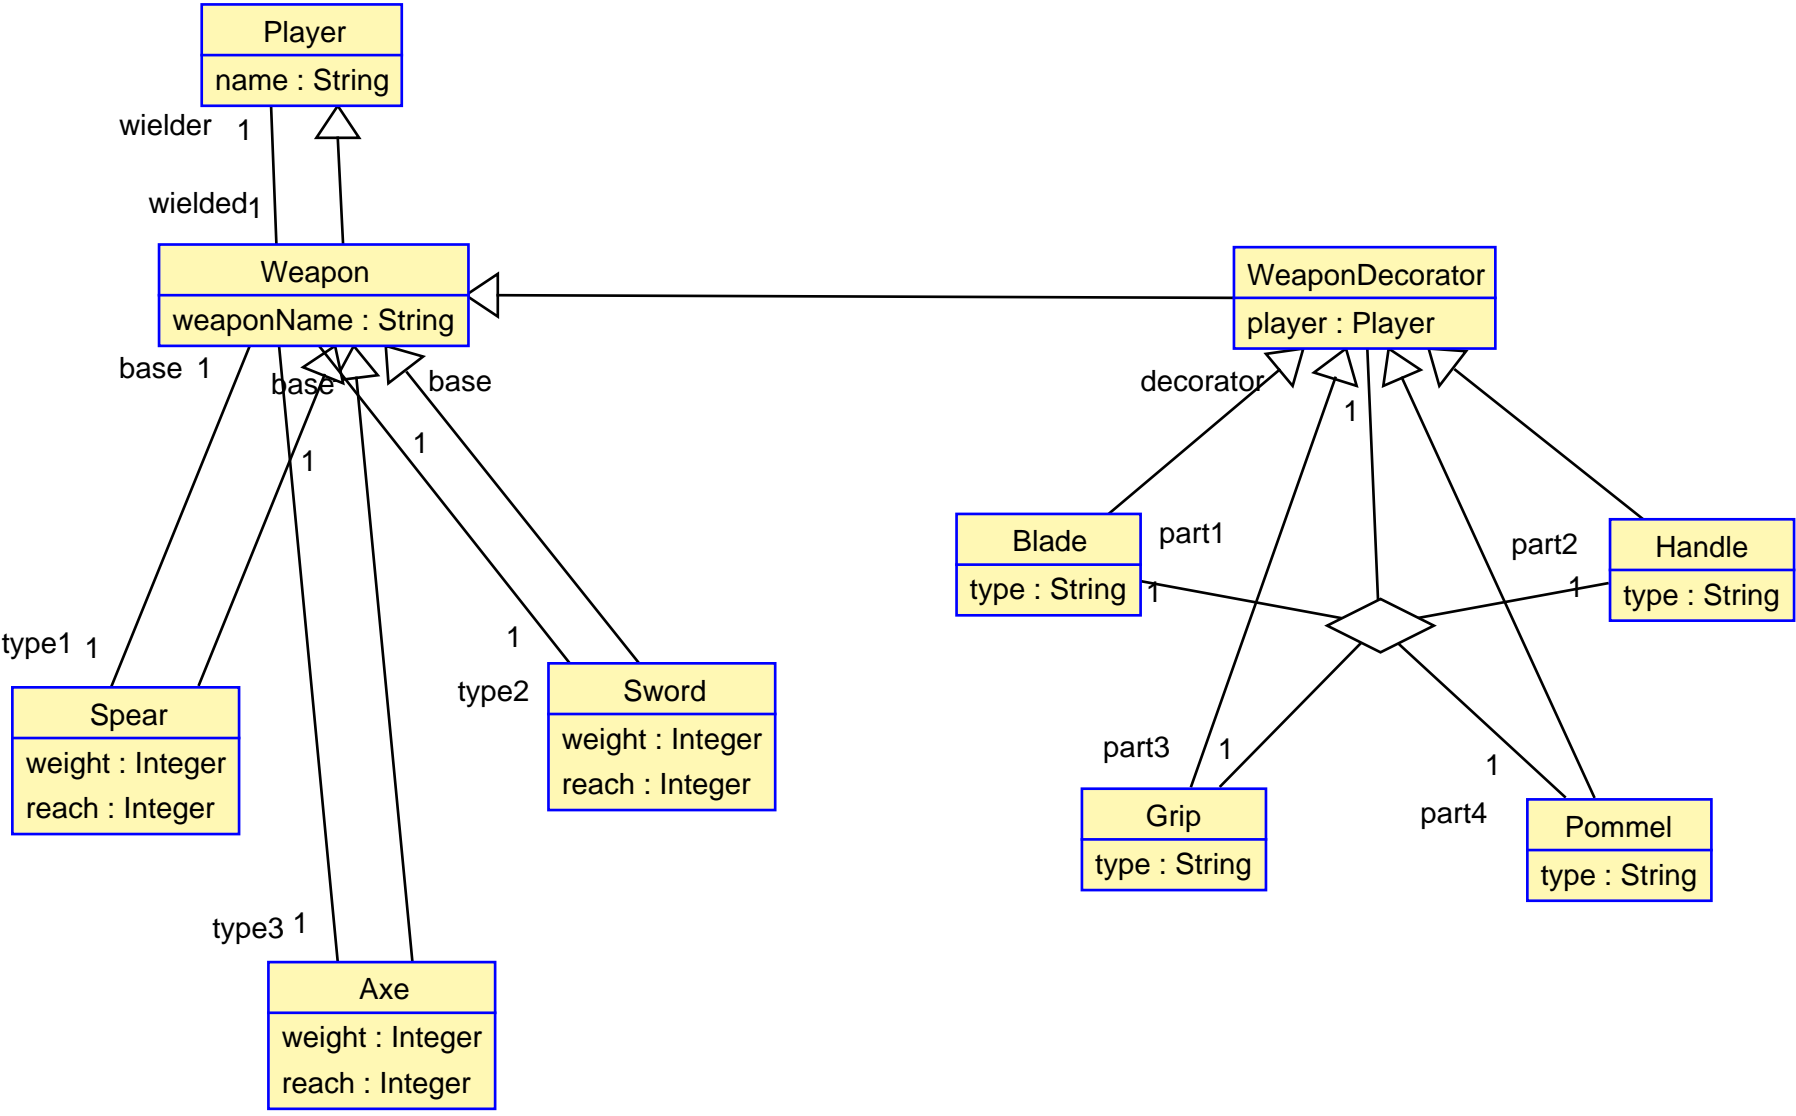 Player
name : String
wielder 1
wielded 1
Weapon
weaponName : String
WeaponDecorator
player : Player
base 1
base
base
decorator
1
1
1
Blade
type : String
part1
1
part2
1
Handle
type : String
type1 1
1
type2
Spear
weight : Integer
reach : Integer
Sword
weight : Integer
reach : Integer
part3 1
1
part4
Grip
type : String
Pommel
type : String
type3 1
Axe
weight : Integer
reach : Integer